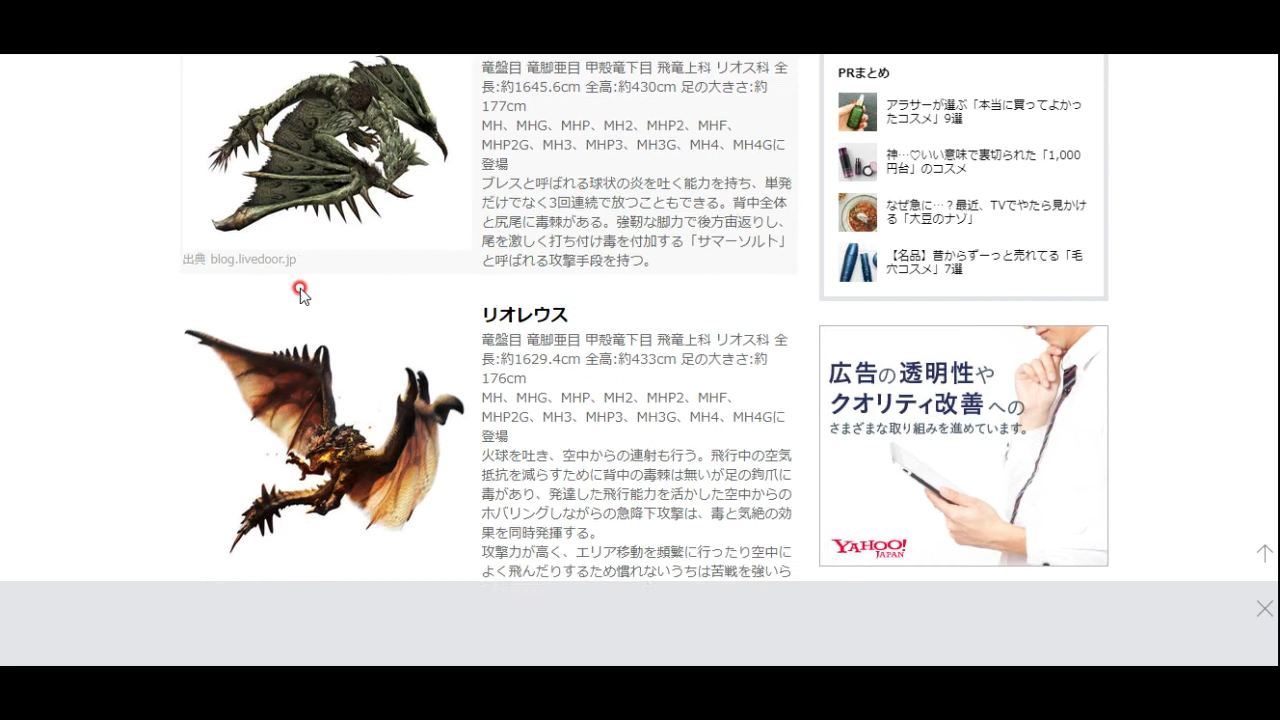 竜盤目 竜脚亜目 甲殻竜下目 飛竜上科 リオス科 全
長:約1645.6cm 全高:約430cm 足の大きさ:約
177cm
MH、MHG、MHP、MH2、MHP2、MHF、
MHP2G、MH3、MHP3、MH3G、MH4、MH4Gに
登場
ブレスと呼ばれる球状の炎を吐く能力を持ち、単発
だけでなく3回連続で放つこともできる。背中全体
と尻尾に毒棘がある。強靭な脚力で後方宙返りし、
尾を激しく打ち付け毒を付加する「サマーソルト」
と呼ばれる攻撃手段を持つ。
出典 blog.livedoor.jp
リオレウス
竜盤目 竜脚亜目 甲殻竜下目 飛竜上科 リオス科 全
長:約1629.4cm 全高:約433cm 足の大きさ:約
176cm
MH、MHG、MHP、MH2、MHP2、MHF、
MHP2G、MH3、MHP3、MH3G、MH4、MH4Gに
登場
火球を吐き、空中からの連射も行う。飛行中の空気
抵抗を減らすために背中の毒棘は無いが足の鉤爪に
毒があり、発達した飛行能力を活かした空中からの
ホバリングしながらの急降下攻撃は、毒と気絶の効
果を同時発揮する。
攻撃力が高く、エリア移動を頻繁に行ったり空中に
よく飛んだりするため慣れないうちは苦戦を強いら
PRまとめ
アラサーが選ぶ「本当に買ってよかっ
たコスメ」9選
神…♡いい意味で裏切られた「1,000
円台」のコスメ
なぜ急に…？最近、TVでやたら見かけ
る「大豆のナゾ」
【名品】昔からずーっと売れてる「毛
穴コスメ」7選
広告の透明性や
クオリティ改善への
さまざまな取り組みを進めています。
YAHOO!
JAPAN